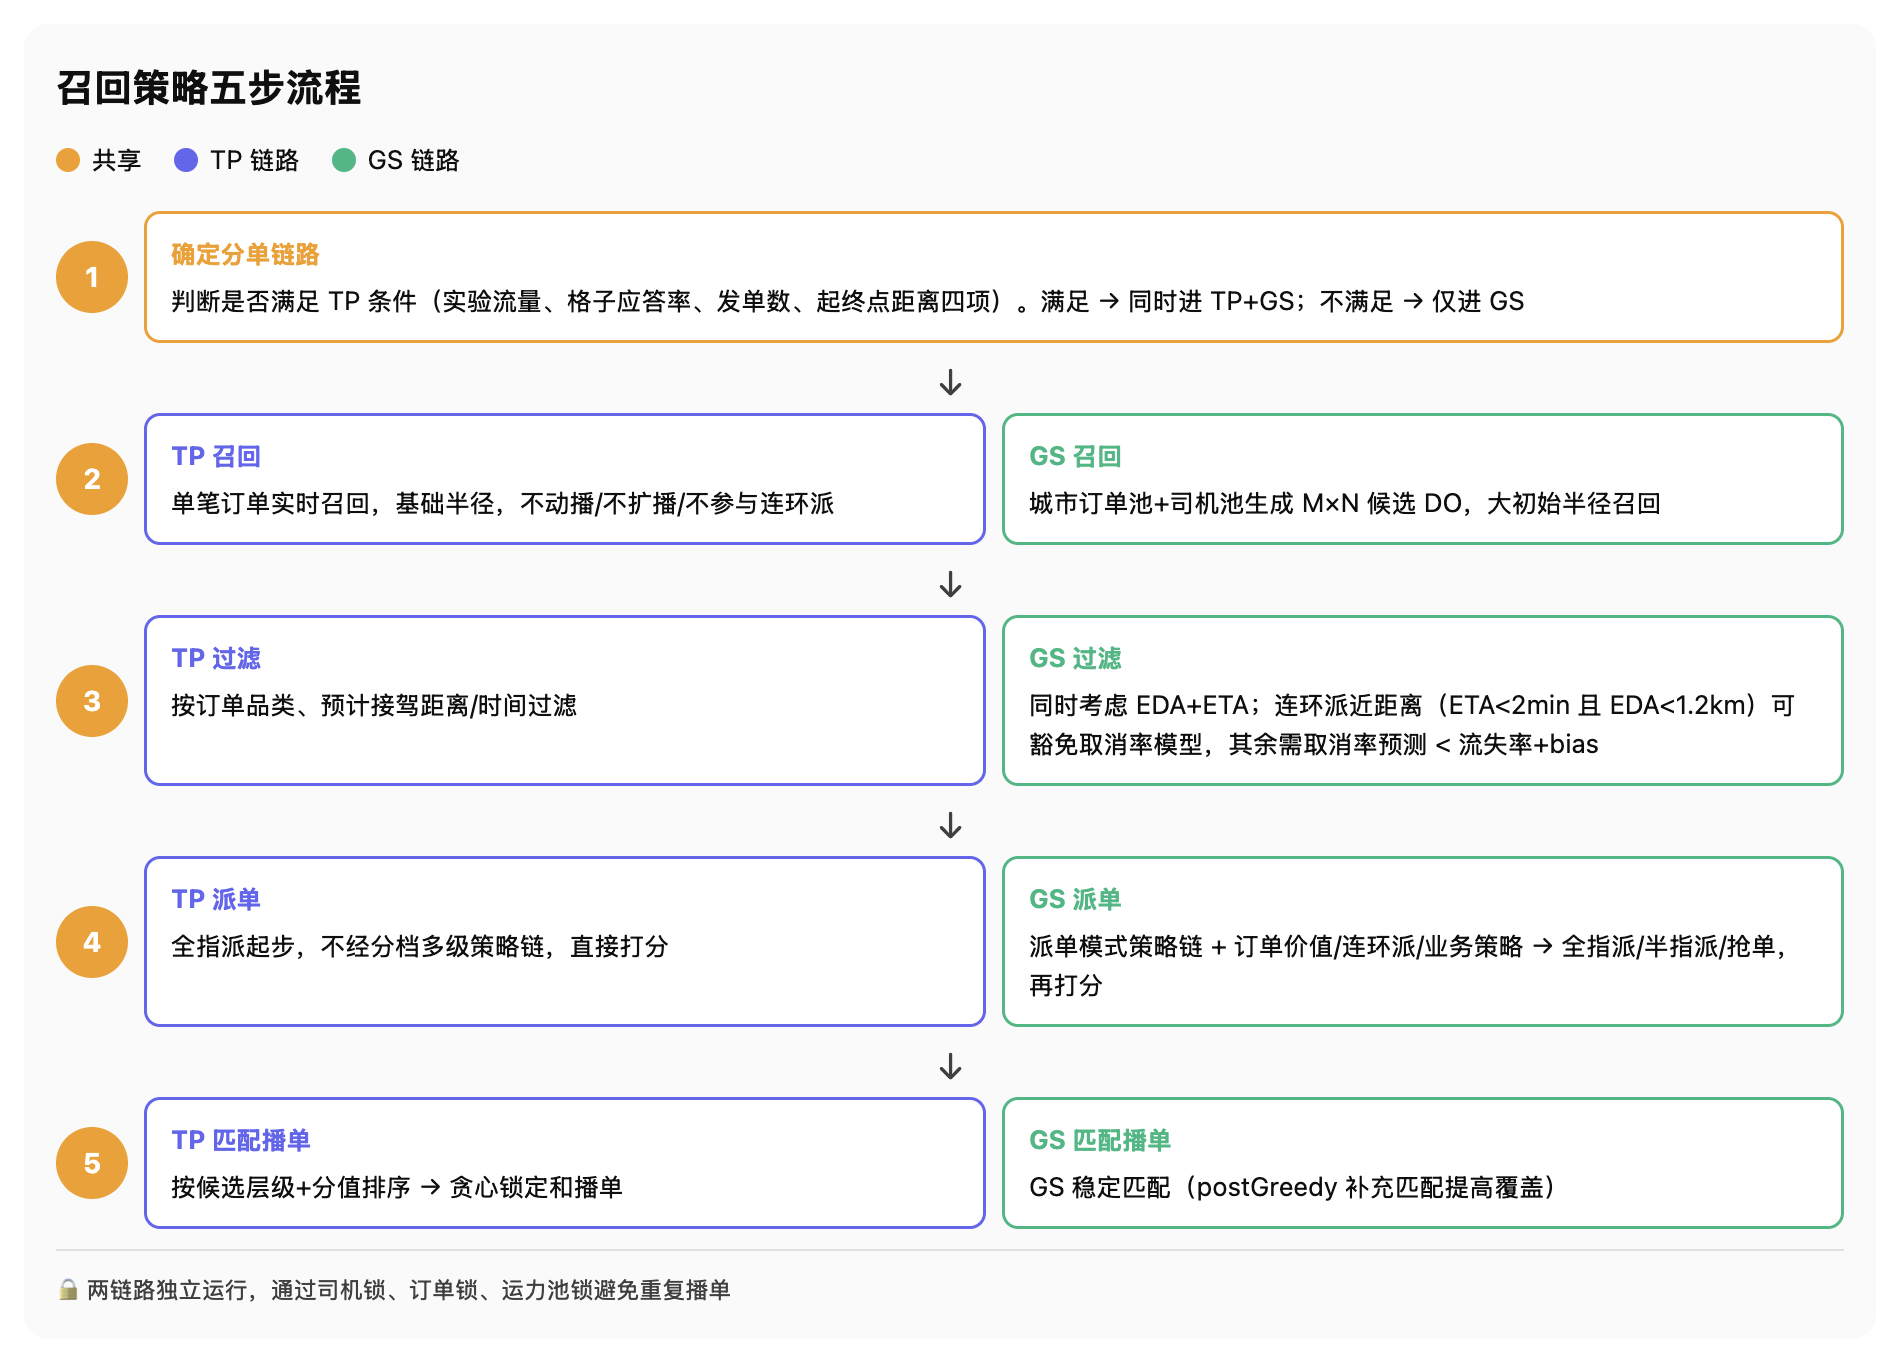 召回策略五步流程
共享 TP 链路 GS 链路
1
确定分单链路
判断是否满足 TP 条件（实验流量、格子应答率、发单数、起终点距离四项）。满足 → 同时进 TP+GS；不满足 → 仅进 GS
↓
2
TP 召回
单笔订单实时召回，基础半径，不动播/不扩播/不参与连环派
GS 召回
城市订单池+司机池生成 M×N 候选 DO，大初始半径召回
↓
3
TP 过滤
按订单品类、预计接驾距离/时间过滤
GS 过滤
同时考虑 EDA+ETA；连环派近距离（ETA<2min 且 EDA<1.2km）可
豁免取消率模型，其余需取消率预测 < 流失率+bias
↓
4
TP 派单
全指派起步，不经分档多级策略链，直接打分
GS 派单
派单模式策略链 + 订单价值/连环派/业务策略 → 全指派/半指派/抢单，
再打分
↓
5
TP 匹配播单
按候选层级+分值排序 → 贪心锁定和播单
GS 匹配播单
GS 稳定匹配（postGreedy 补充匹配提高覆盖）
🔒 两链路独立运行，通过司机锁、订单锁、运力池锁避免重复播单